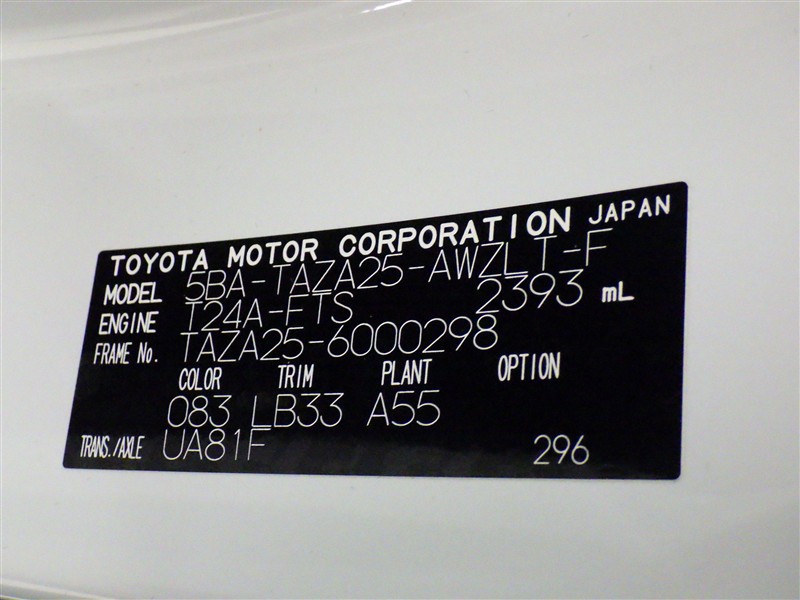 TOYOTA MOTOR CORPORATION JAPAN
MODEL 5BA-TAZA25-AWZLT-F
ENGINE T24A-FTS 2393 mL
FRAME No. TAZA25-6000298
COLOR TRIM PLANT OPTION
083 LB33 A55
TRANS./AXLE UA81F 296